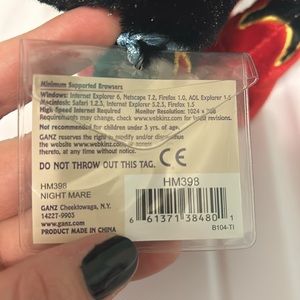 Minimum Supported Browsers
Windows: Internet Explorer 6, Netscape 7.2, Firefox 1.0, AOL Explorer 1.5
Macintosh: Safari 1.2.3, Internet Explorer 5.2.3, Firefox 1.5
High Speed Internet Required Monitor Resolution: 1024 x 768
Requirements may change, check www.webkinz.com for latest revisions.
Not recommended for children under 3 yrs. of age.
GANZ reserves the right to modify or discontinue
the website www.webkinz.com or access
thereto, at any time without notice.
DO NOT THROW OUT THIS TAG.
CE
HM398
NIGHT MARE
GANZ Cheektowaga, N.Y.
14227-9903
www.ganz.com
PRODUCT MADE IN CHINA
HM398
6 61371 38480 1
B104-TI